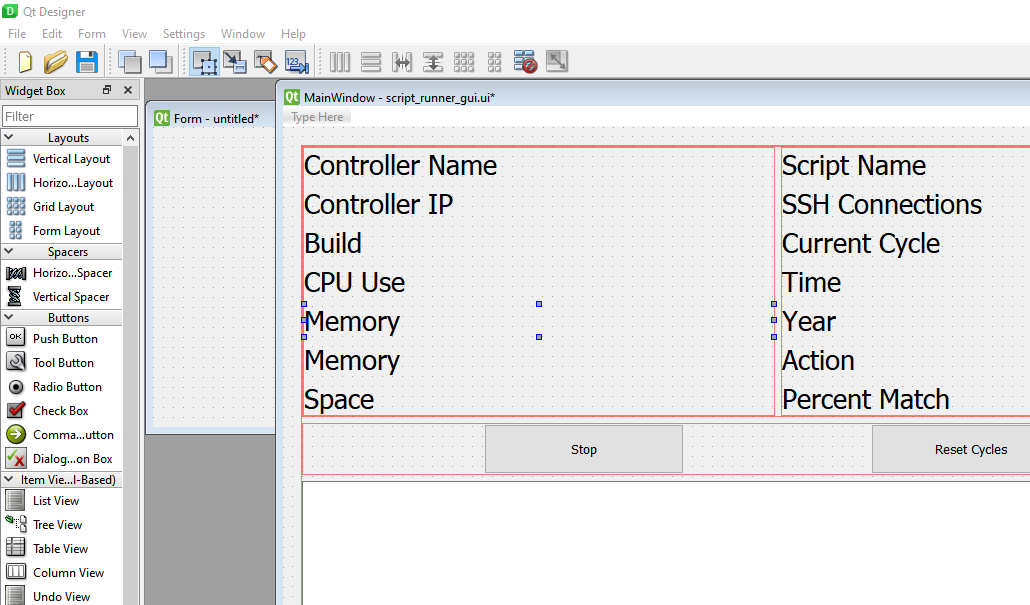 Qt Designer
File Edit Form View Settings Window Help
Widget Box
Filter
Layouts
Vertical Layout
Horizo...Layout
Grid Layout
Form Layout
Spacers
Horizo...Spacer
Vertical Spacer
Buttons
OK Push Button
Tool Button
Radio Button
Check Box
Comma...utton
Dialog...on Box
Item Vie...l-Based)
List View
Tree View
Table View
Column View
Undo View
123
Qt Form - untitled*
Qt MainWindow - script_runner_gui.ui*
Type Here
Controller Name
Controller IP
Build
CPU Use
Memory
Memory
Space
Script Name
SSH Connections
Current Cycle
Time
Year
Action
Percent Match
Stop
Reset Cycles